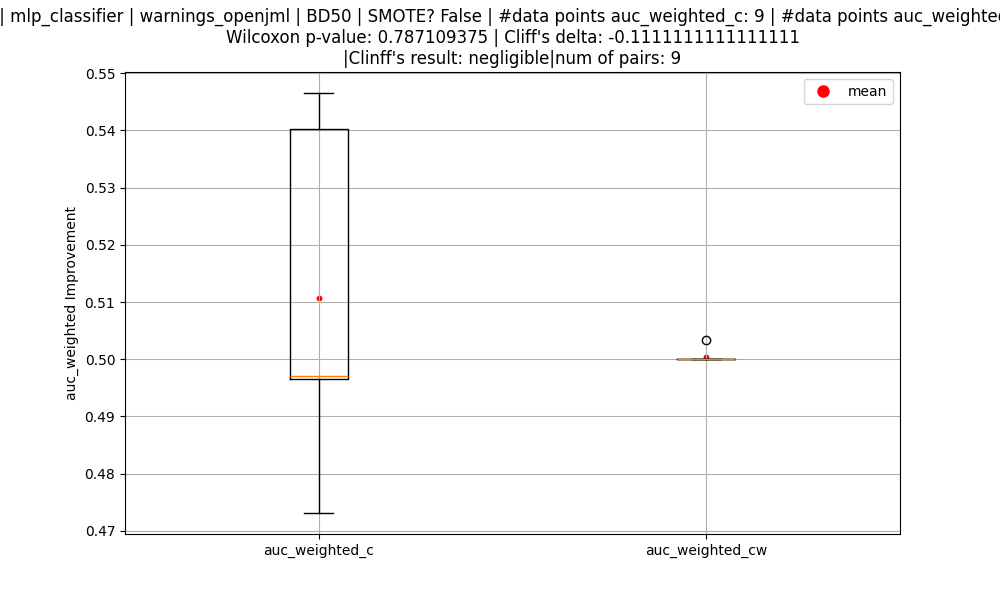 | mlp_classifier | warnings_openjml | BD50 | SMOTE? False | #data points auc_weighted_c: 9 | #data points
Wilcoxon p-value: 0.787109375 | Cliff's delta: -0.1111111111111111
|Clinff's result: negligible|num of pairs: 9
0.55
mean
0.54
0.53
0.52
0.51
0.50
0.49
0.48
0.47
auc_weighted Improvement
auc_weighted_c
auc_weighted_cw